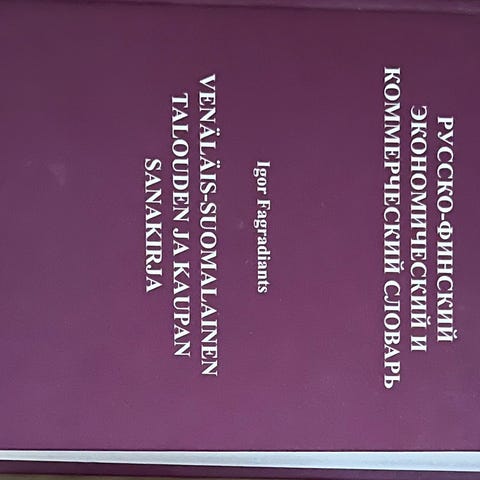 РУССКО-ФИНСКИЙ
ЭКОНОМИЧЕСКИЙ И
КОММЕРЧЕСКИЙ СЛОВАРЬ
Igor Fagradiants
VENÄLÄIS-SUOMALAINEN
TALOUDEN JA KAUPAN
SANAKIRJA